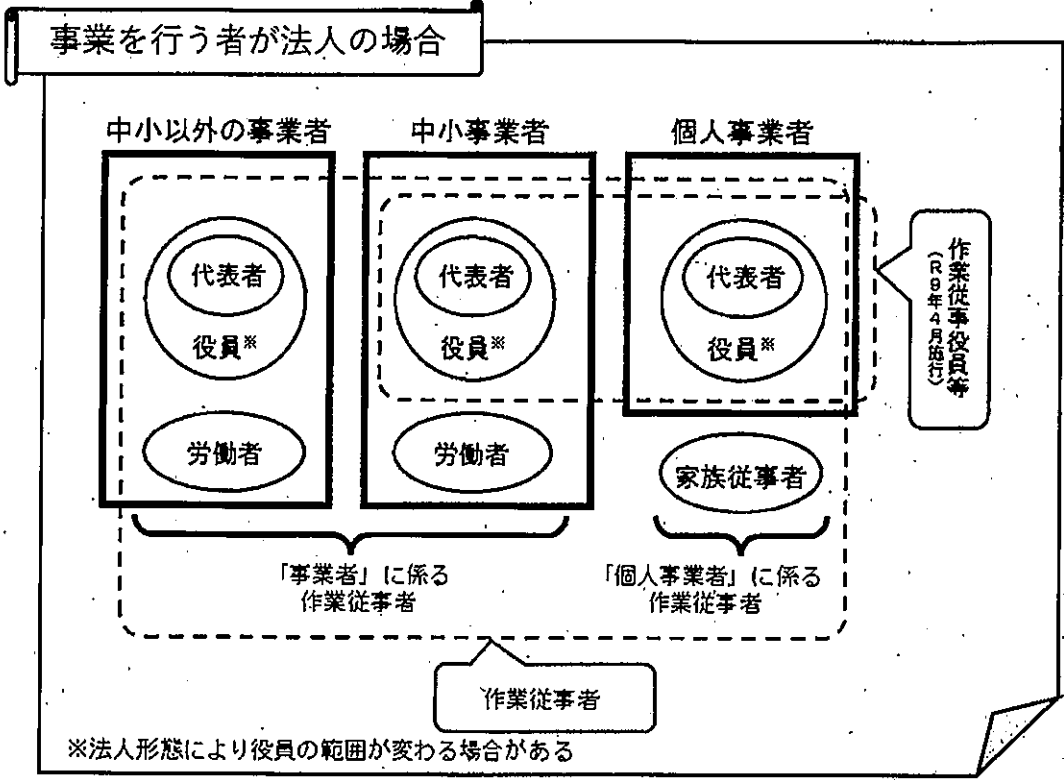 事業を行う者が法人の場合
中小以外の事業者
中小事業者
個人事業者
代表者
役員※
労働者
代表者
役員※
労働者
代表者
役員※
家族従事者
作業従事役員等
（R9年4月施行）
「事業者」に係る
作業従事者
「個人事業者」に係る
作業従事者
作業従事者
※法人形態により役員の範囲が変わる場合がある